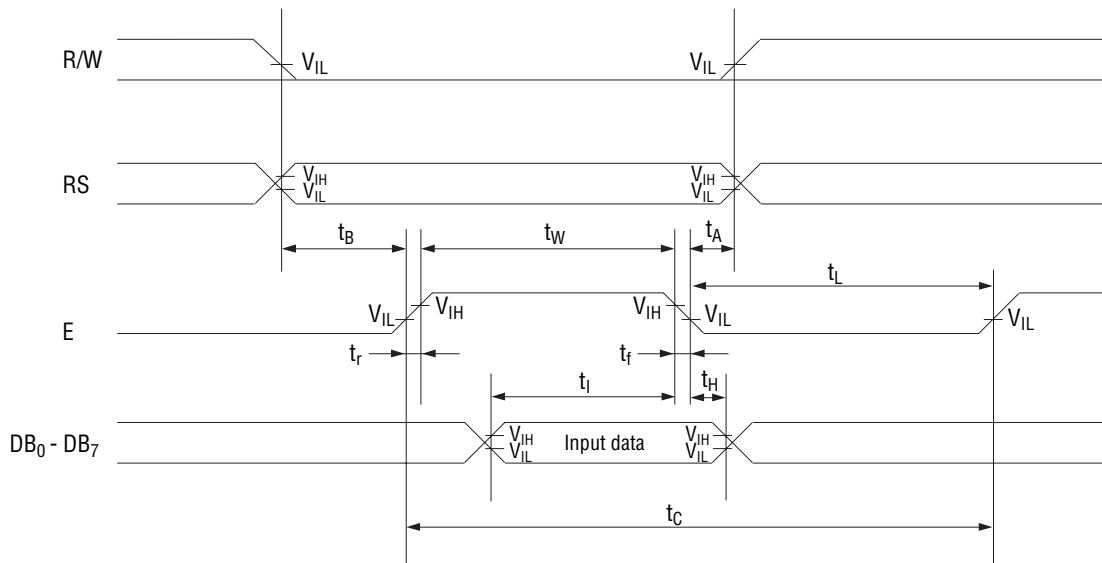 R/W
V_IL
V_IL
RS
V_IH
V_IL
V_IH
V_IL
t_B
t_W
t_A
t_L
E
V_IL
V_IH
V_IH
V_IL
V_IL
t_r
t_f
t_I
t_H
DB_0 - DB_7
V_IH
V_IL
Input data
V_IH
V_IL
t_C